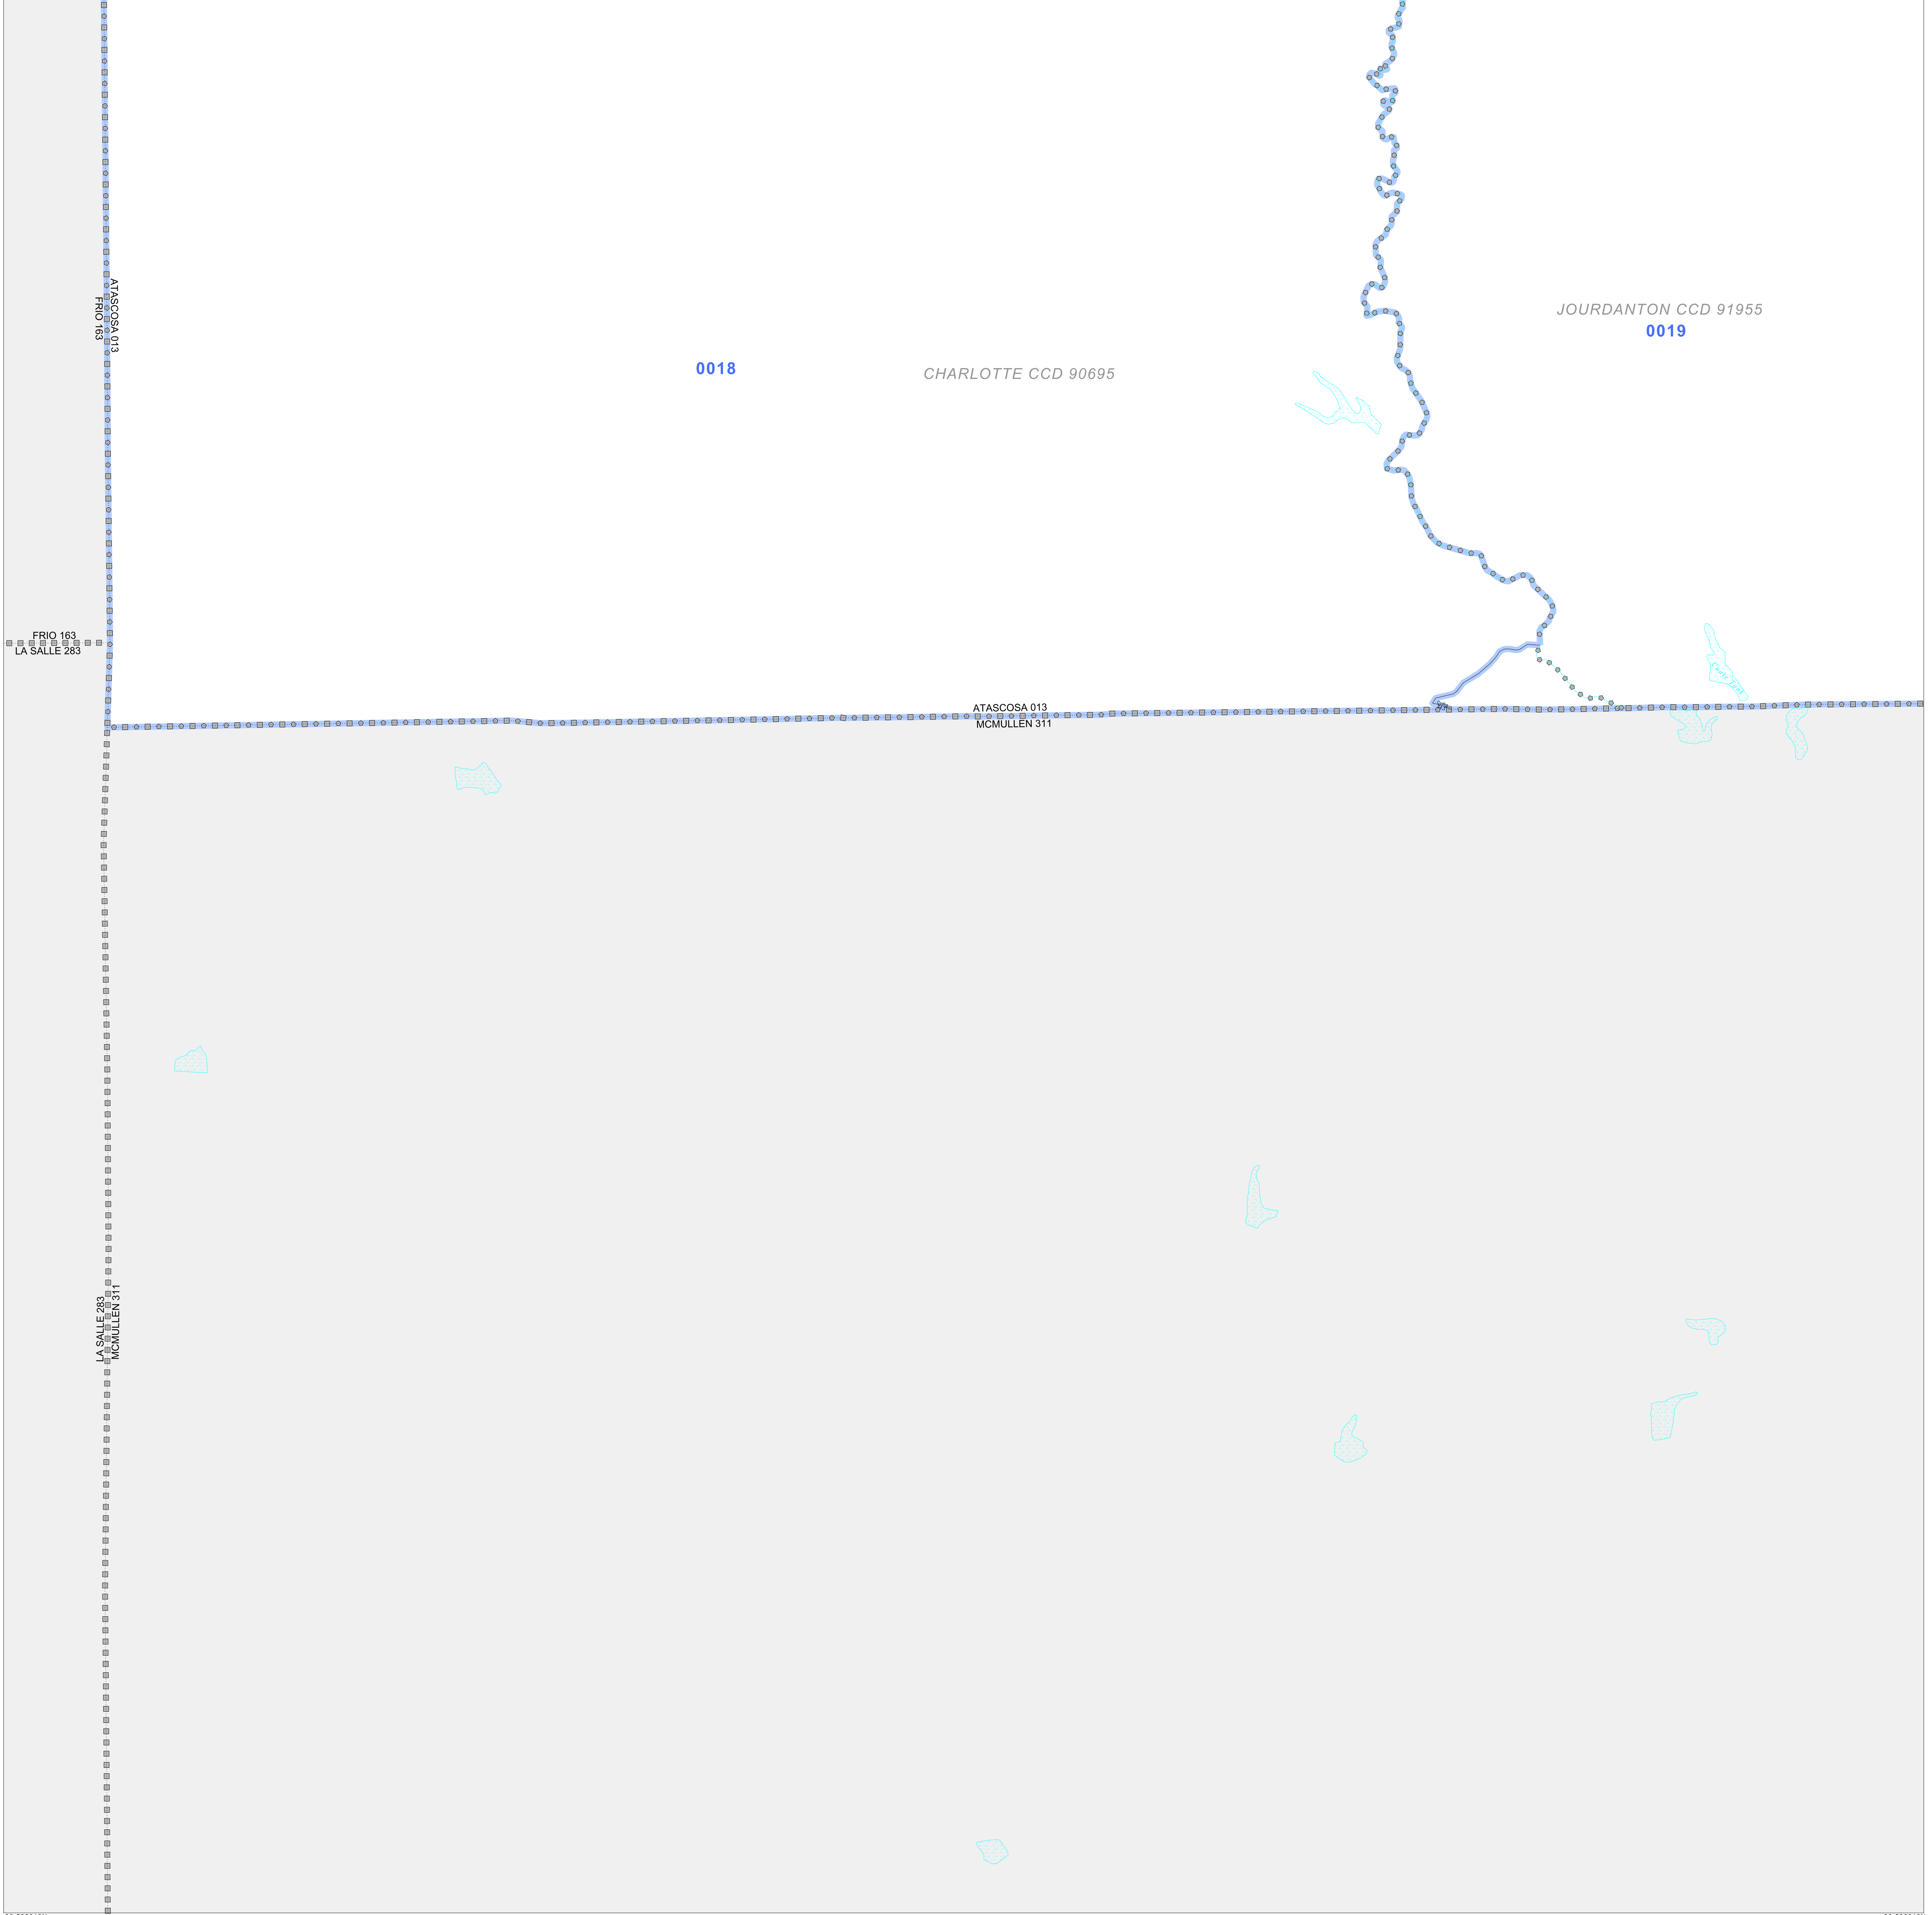 ATASCOSA 013
FRIO 163
JOURDANTON CCD 91955
0019
0018
CHARLOTTE CCD 90695
FRIO 163
LA SALLE 283
ATASCOSA 013
MCMULLEN 311
LA SALLE 283
MCMULLEN 311